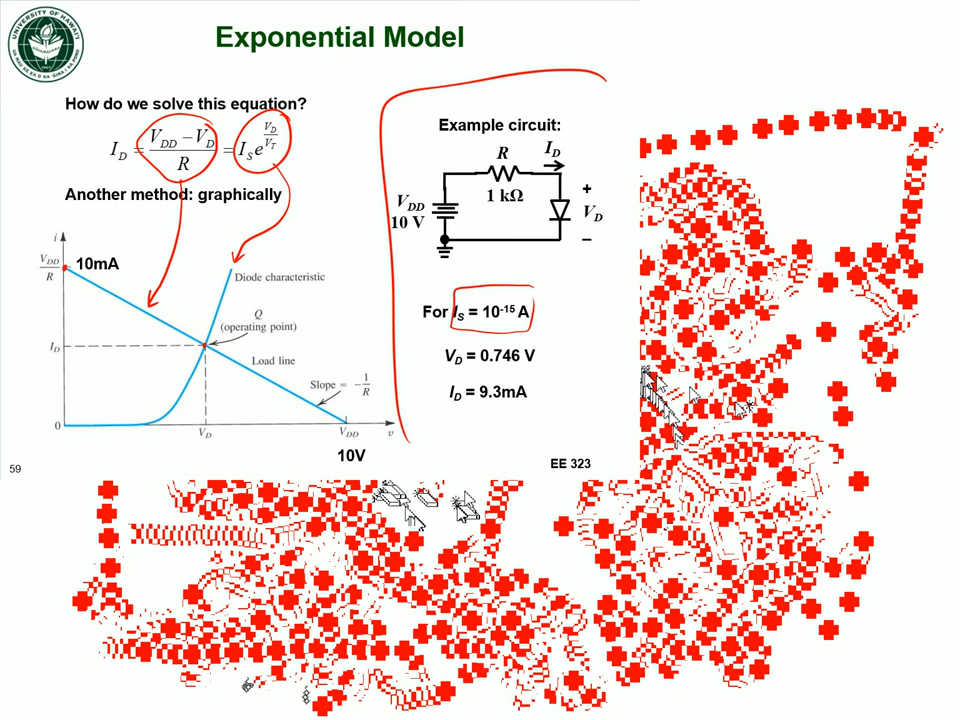 Exponential Model
UNIVERSITY OF HAWAI'I
How do we solve this equation?
I_D = (V_DD – V_D) / R = I_S e^(V_D / V_T)
Another method: graphically
i
V_DD / R
10mA
Diode characteristic
Q
(operating point)
I_D
Load line
Slope = – 1/R
0
V_D
V_DD
v
10V
Example circuit:
R
I_D
1 kΩ
V_DD
10 V
+
V_D
–
For I_S = 10^-15 A
V_D = 0.746 V
I_D = 9.3mA
59
EE 323